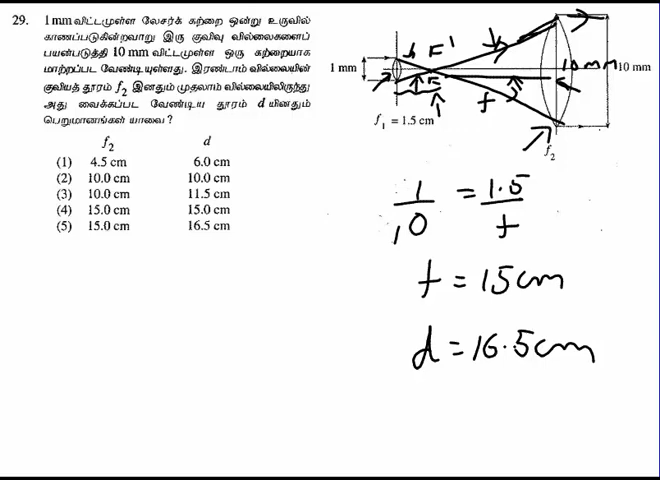 29. 1 mm விட்டமுள்ள லேசர்க் கற்றை ஒன்று உருவில்
காணப்படுகின்றவாறு இரு குவிவு வில்லைகளைப்
பயன்படுத்தி 10 mm விட்டமுள்ள ஒரு கற்றையாக
மாற்றப்பட வேண்டியுள்ளது. இரண்டாம் வில்லையின்
குவியத் தூரம் f₂ இனதும் முதலாம் வில்லையிலிருந்து
அது வைக்கப்பட வேண்டிய தூரம் d யினதும்
பெறுமானங்கள் யாவை?
f₂ d
(1) 4.5 cm 6.0 cm
(2) 10.0 cm 10.0 cm
(3) 10.0 cm 11.5 cm
(4) 15.0 cm 15.0 cm
(5) 15.0 cm 16.5 cm
1 mm
F'
10 mm
10 mm
f
f₁ = 1.5 cm
f₂
1/10 = 1.5/f
f = 15cm
d = 16.5cm